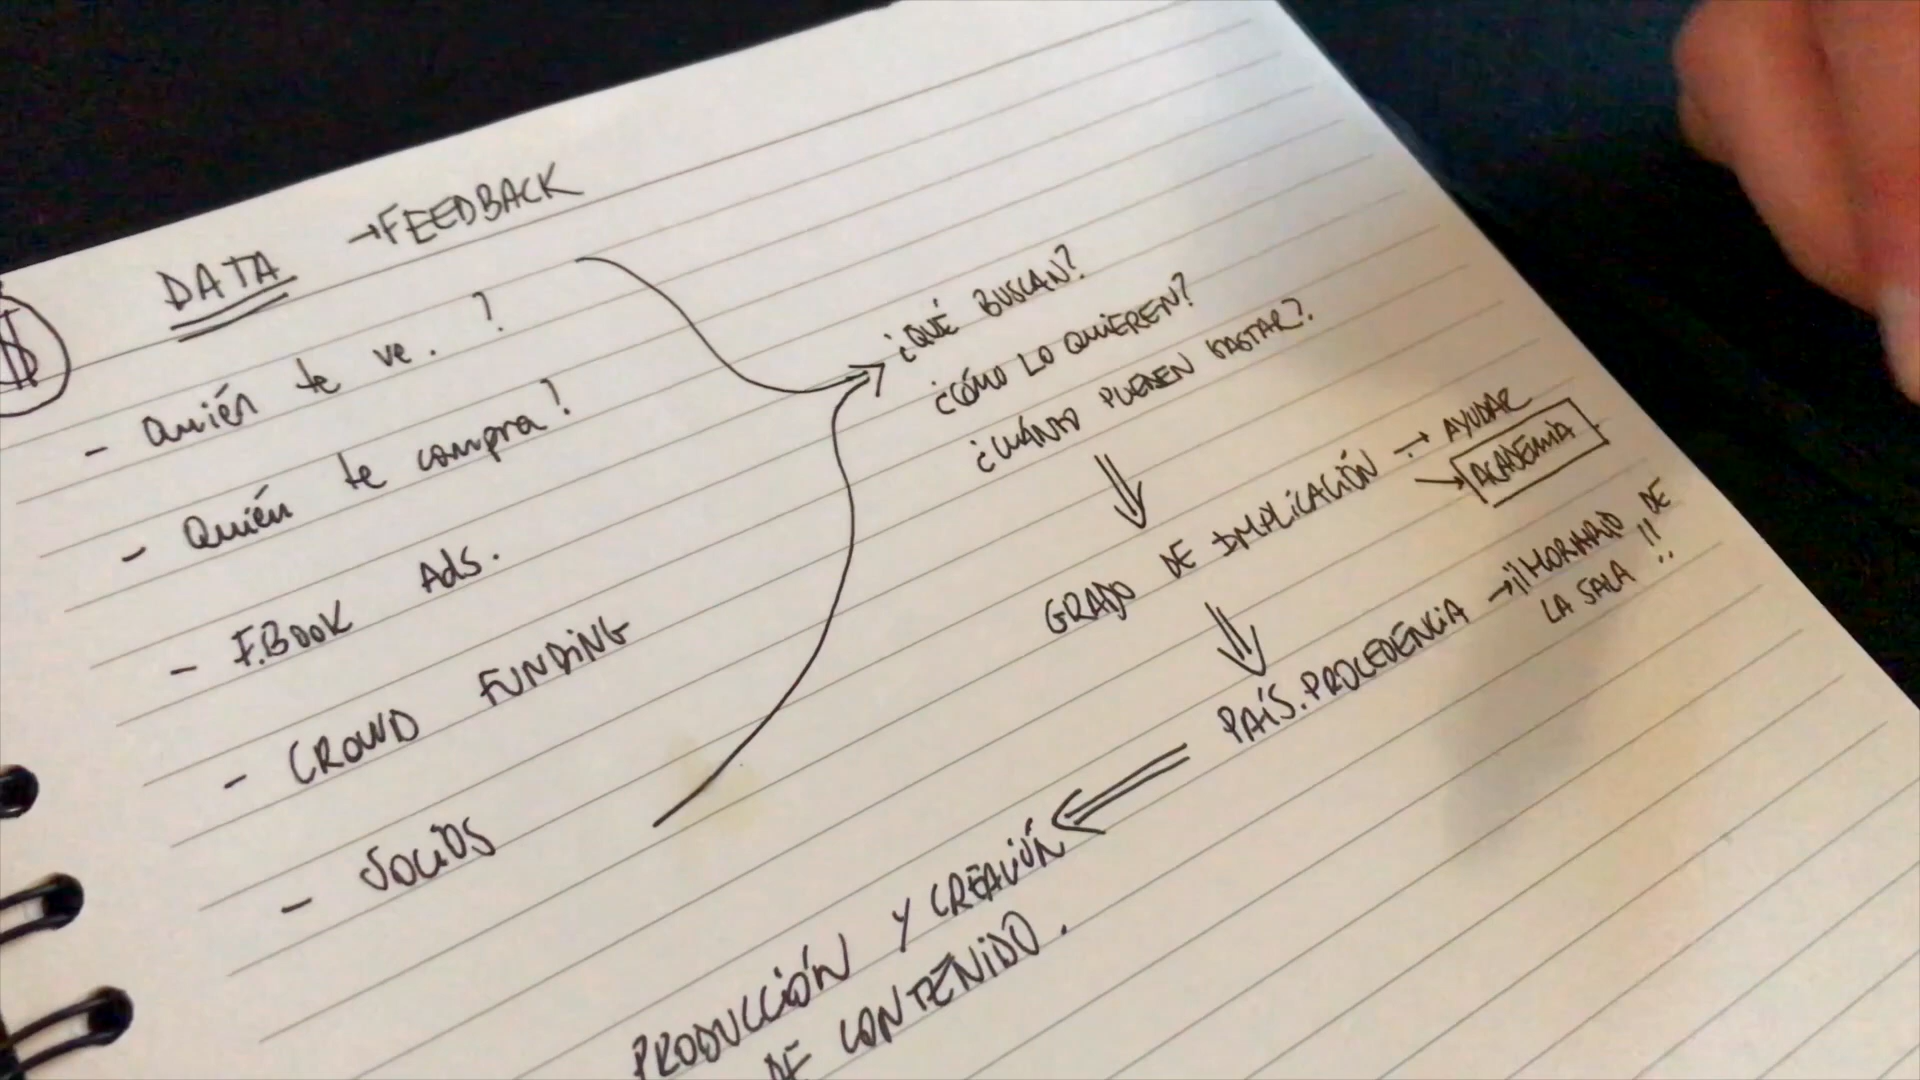 $
DATA →FEEDBACK
- Quién te ve. ?
- Quién te compra?
- F.BOOK Ads.
- CROWD FUNDING
- SOCIOS
¿QUÉ BUSCAN?
¿CÓMO LO QUIEREN?
¿CUÁNTO PUEDEN GASTAR?
GRADO DE IMPLICACIÓN → AYUDAR
→ ACADEMIA
PAÍS. PROCEDENCIA → ¡¡HORARIO DE
LA SALA !!
PRODUCCIÓN Y CREACIÓN
DE CONTENIDO.